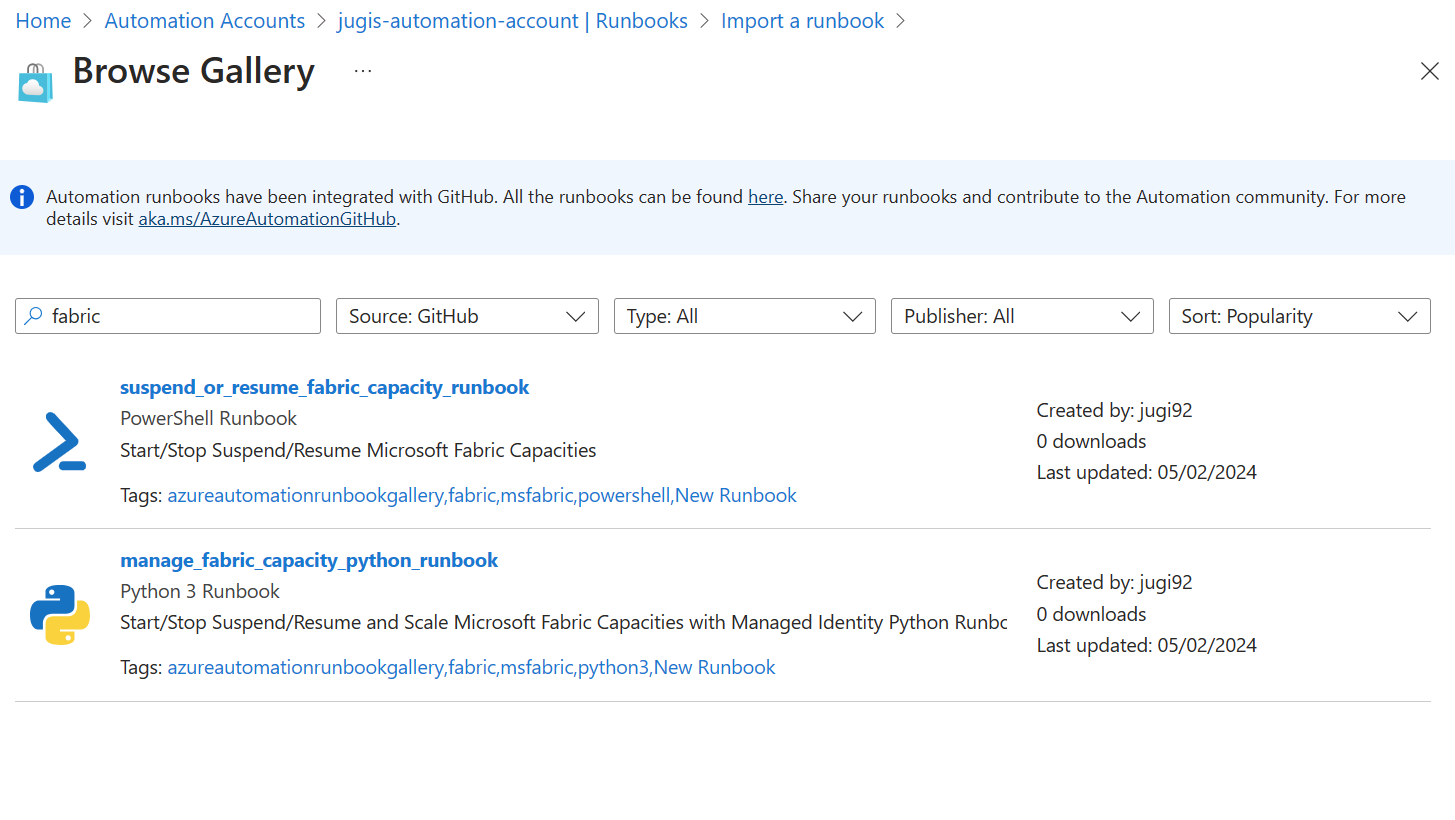 Home > Automation Accounts > jugis-automation-account | Runbooks > Import a runbook >
Browse Gallery ...
Automation runbooks have been integrated with GitHub. All the runbooks can be found here. Share your runbooks and contribute to the Automation community. For more
details visit aka.ms/AzureAutomationGitHub.
fabric
Source: GitHub
Type: All
Publisher: All
Sort: Popularity
suspend_or_resume_fabric_capacity_runbook
PowerShell Runbook
Start/Stop Suspend/Resume Microsoft Fabric Capacities
Tags: azureautomationrunbookgallery,fabric,msfabric,powershell,New Runbook
Created by: jugi92
0 downloads
Last updated: 05/02/2024
manage_fabric_capacity_python_runbook
Python 3 Runbook
Start/Stop Suspend/Resume and Scale Microsoft Fabric Capacities with Managed Identity Python Runbo
Tags: azureautomationrunbookgallery,fabric,msfabric,python3,New Runbook
Created by: jugi92
0 downloads
Last updated: 05/02/2024